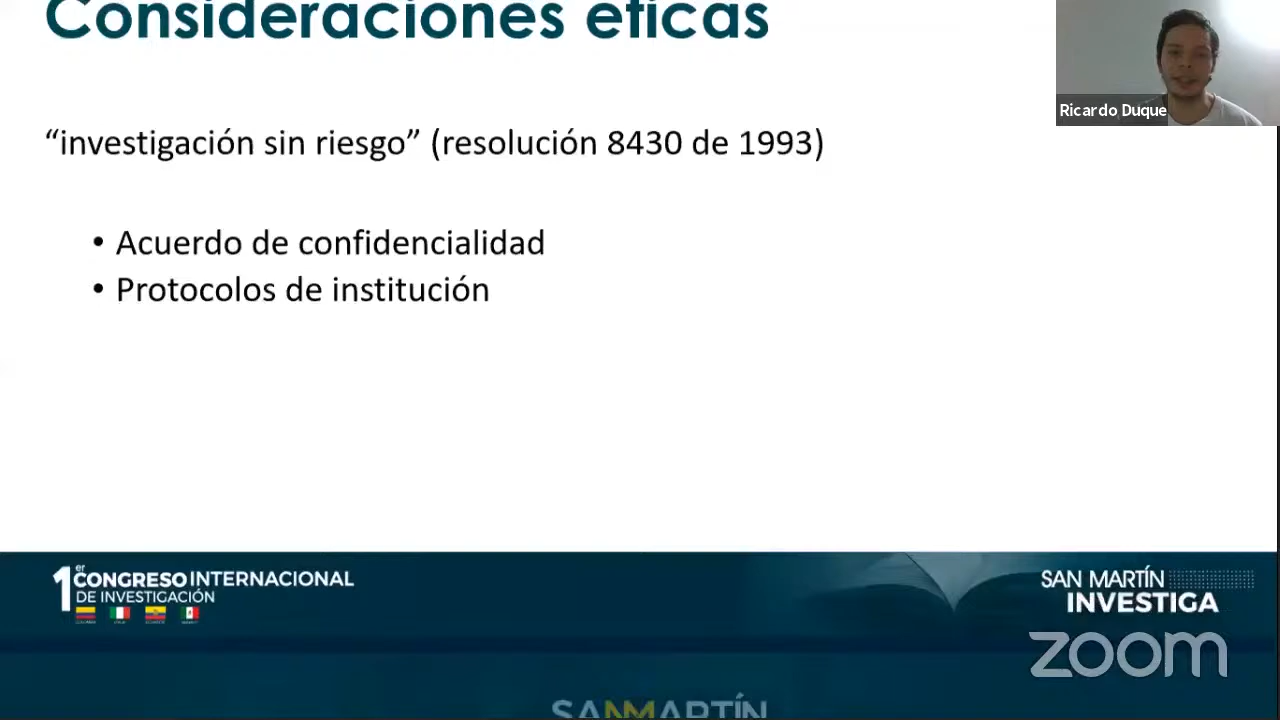 Consideraciones éticas
Ricardo Duque
“investigación sin riesgo” (resolución 8430 de 1993)
• Acuerdo de confidencialidad
• Protocolos de institución
1er CONGRESO INTERNACIONAL
DE INVESTIGACIÓN
SAN MARTÍN
INVESTIGA
zoom
SANMARTÍN